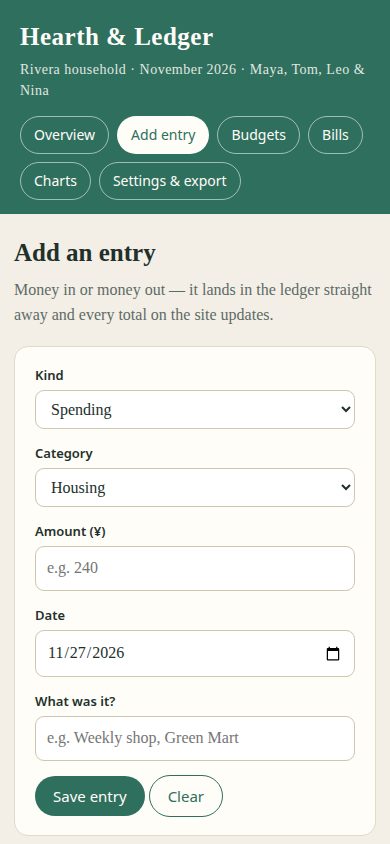 Hearth & Ledger
Rivera household · November 2026 · Maya, Tom, Leo &
Nina
Overview
Add entry
Budgets
Bills
Charts
Settings & export
Add an entry
Money in or money out — it lands in the ledger straight
away and every total on the site updates.
Kind
Spending
Category
Housing
Amount (¥)
e.g. 240
Date
11/27/2026
What was it?
e.g. Weekly shop, Green Mart
Save entry
Clear